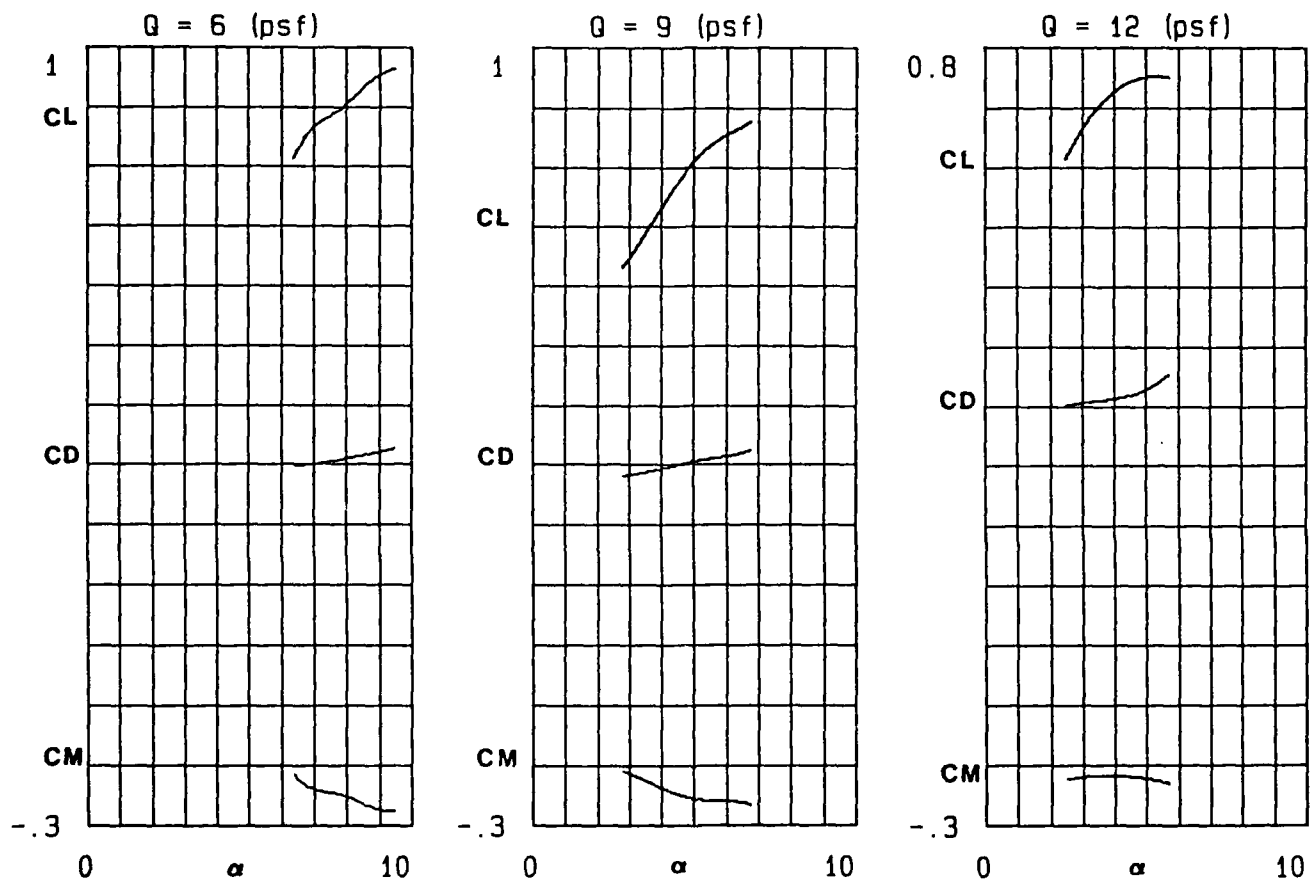 Q = 6 (psf)
1
CL
CD
CM
-.3
0 α 10
Q = 9 (psf)
1
CL
CD
CM
-.3
0 α 10
Q = 12 (psf)
0.8
CL
CD
CM
-.3
0 α 10